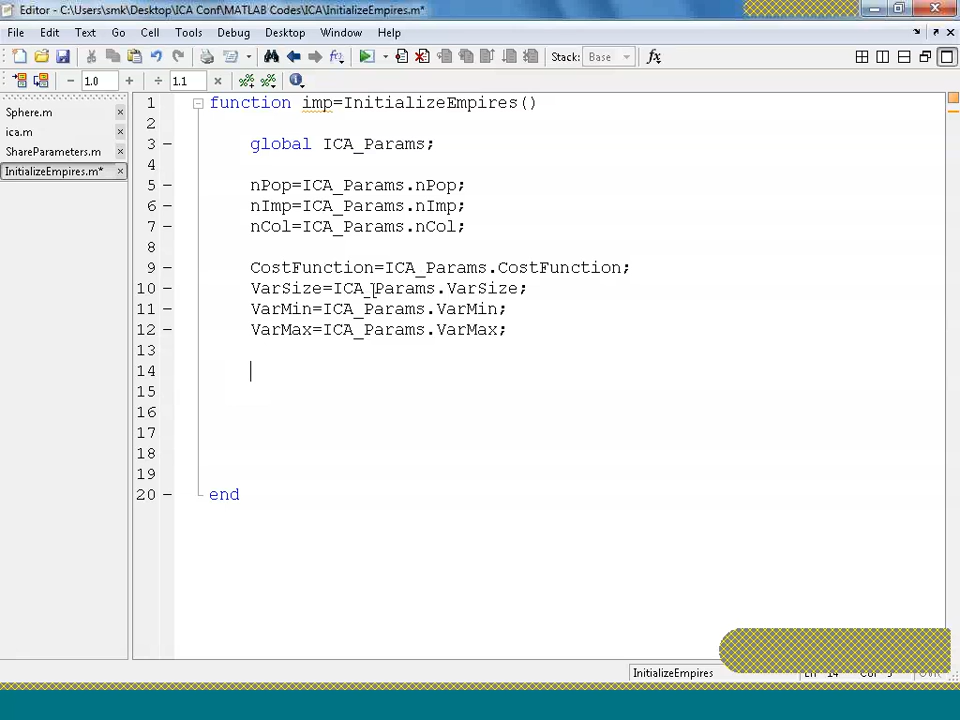 Editor - C:\Users\smk\Desktop\ICA Conf\MATLAB Codes\ICA\InitializeEmpires.m*
File Edit Text Go Cell Tools Debug Desktop Window Help
Stack: Base fx
− 1.0 + ÷ 1.1 ×
Sphere.m
ica.m
ShareParameters.m
InitializeEmpires.m*
1 function imp=InitializeEmpires()
2
3 global ICA_Params;
4
5 nPop=ICA_Params.nPop;
6 nImp=ICA_Params.nImp;
7 nCol=ICA_Params.nCol;
8
9 CostFunction=ICA_Params.CostFunction;
10 VarSize=ICA_Params.VarSize;
11 VarMin=ICA_Params.VarMin;
12 VarMax=ICA_Params.VarMax;
13
14
15
16
17
18
19
20 end
InitializeEmpires